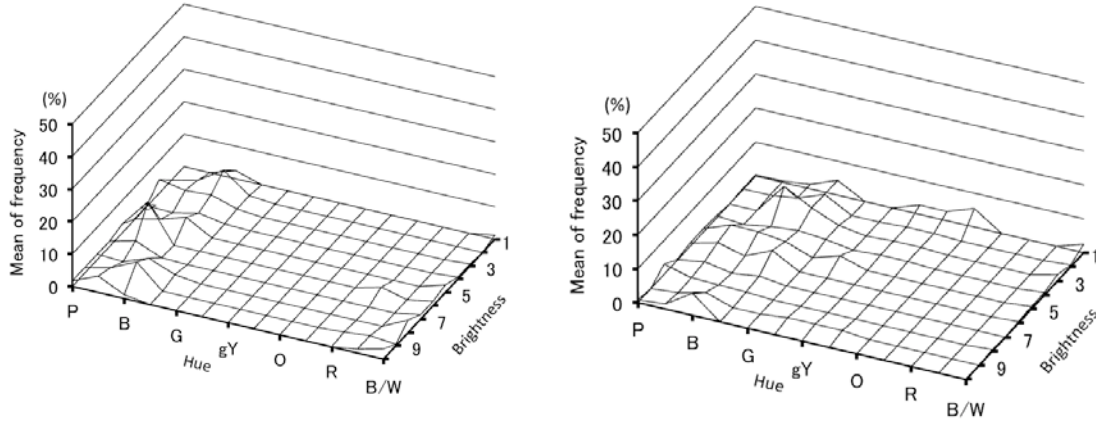 (%)
50
40
30
20
10
0
Mean of frequency
P
B
G
gY
O
R
B/W
Hue
1
3
5
7
9
Brightness
(%)
50
40
30
20
10
0
Mean of frequency
P
B
G
gY
O
R
B/W
Hue
1
3
5
7
9
Brightness